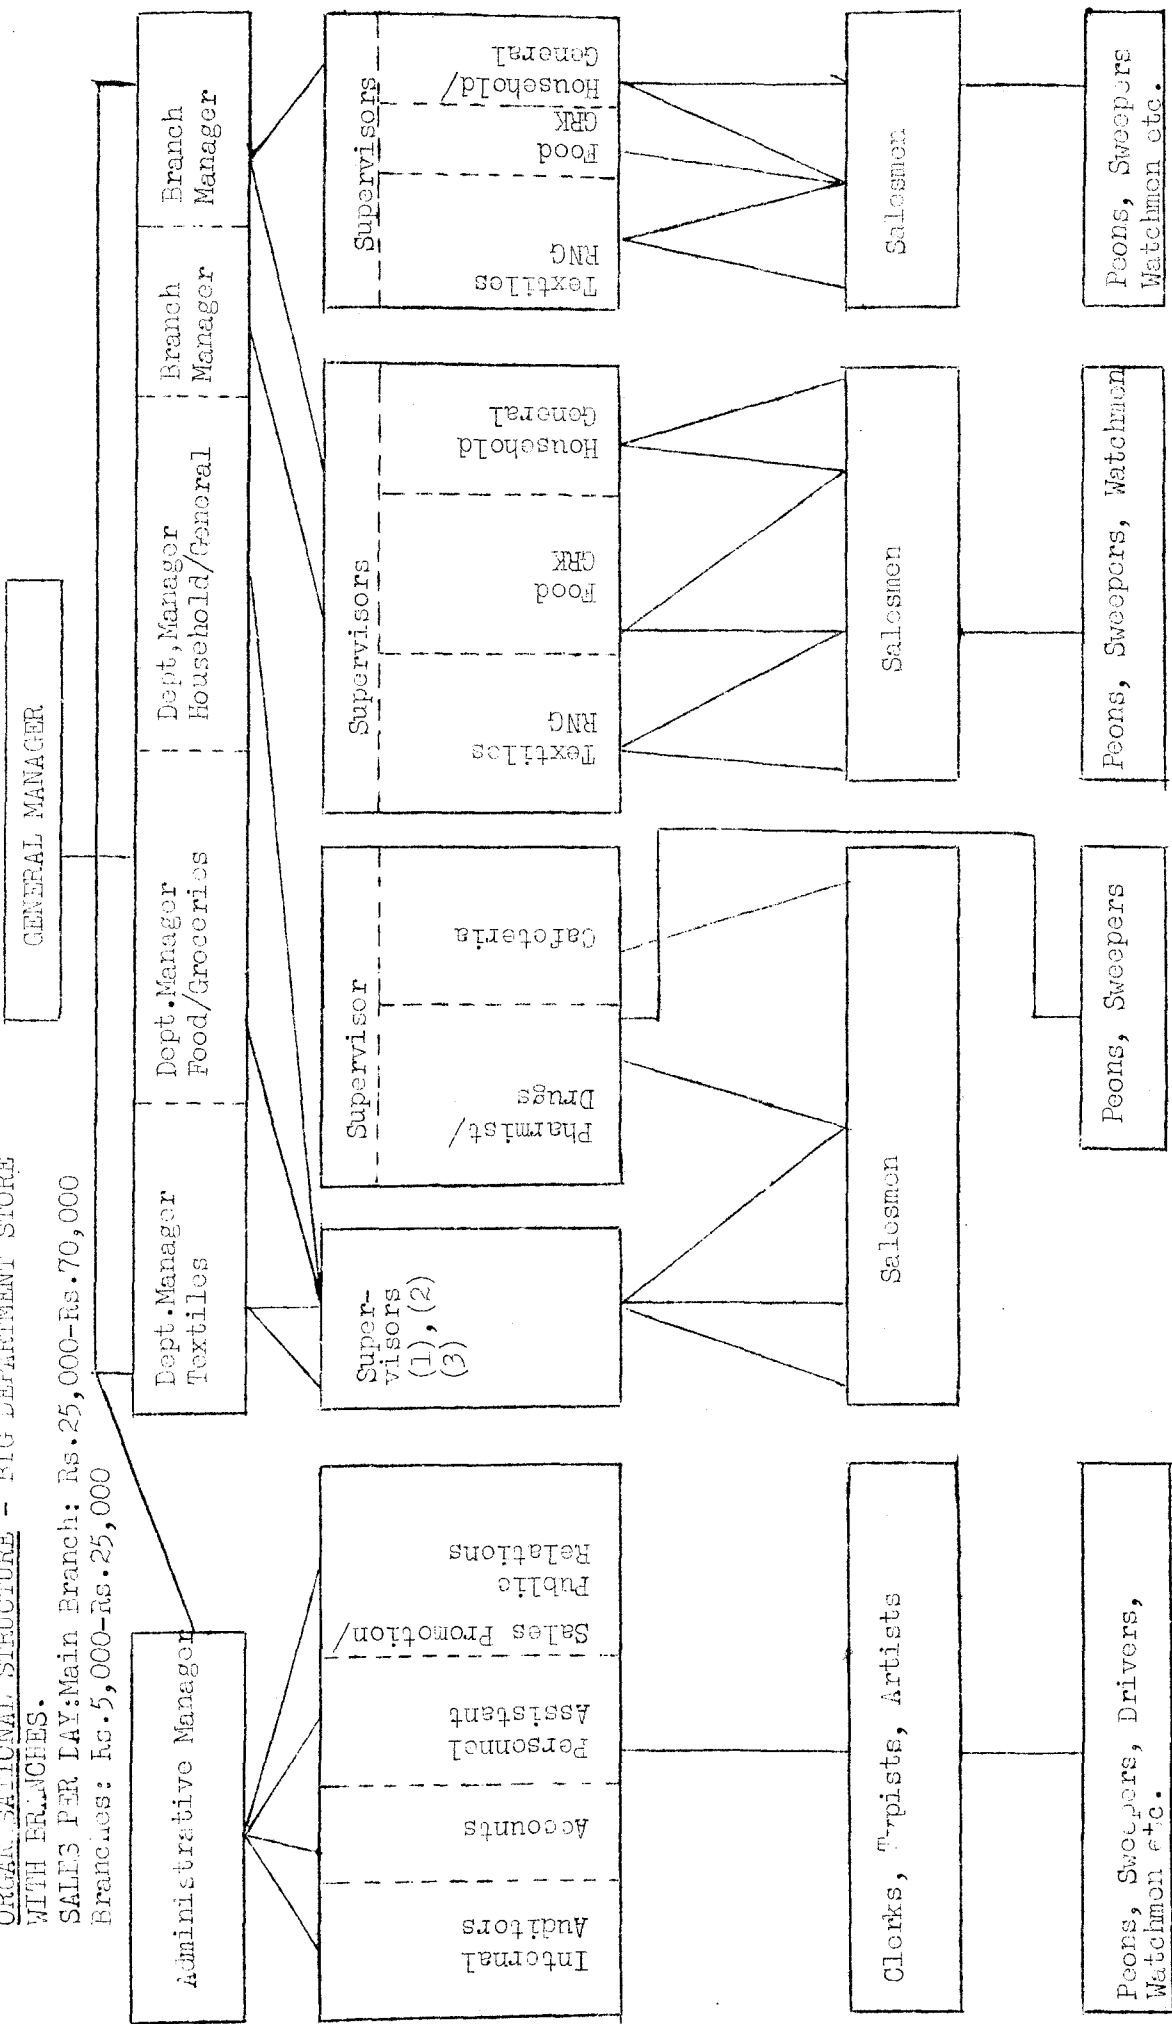 ORGANISATIONAL STRUCTURE - BIG DEPARTMENT STORE
WITH BRANCHES.
SALES PER DAY:Main Branch: Rs.25,000-Rs.70,000
Branches: Rs.5,000-Rs.25,000
GENERAL MANAGER
Administrative Manager
Dept.Manager
Textiles
Dept.Manager
Food/Groceries
Dept,Manager
Household/General
Branch
Manager
Branch
Manager
Internal
Auditors
Accounts
Personnel
Assistant
Sales Promotion/
Public
Relations
Super-
visors
(1),(2)
(3)
Supervisor
Pharmist/
Drugs
Cafeteria
Supervisors
Textiles
RNG
Food
GRK
Household
General
Supervisors
Textiles
RNG
Food
GRK
Household/
General
Clerks, Typists, Artists
Salesmen
Salesmen
Salesmen
Peons, Sweepers, Drivers,
Watchmen etc.
Peons, Sweepers
Peons, Sweepers, Watchmen
Peons, Sweepers
Watchmen etc.